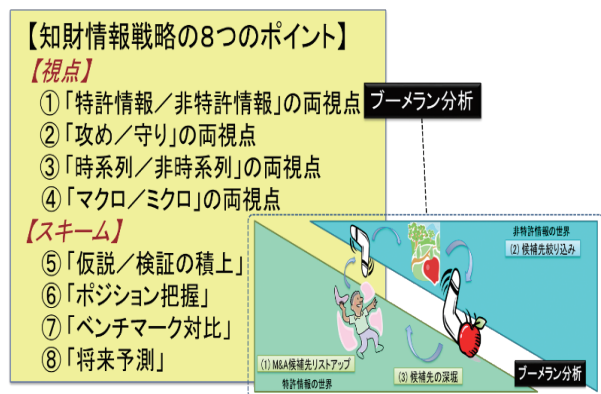 【知財情報戦略の8つのポイント】
【視点】
①「特許情報／非特許情報」の両視点
ブーメラン分析
②「攻め／守り」の両視点
③「時系列／非時系列」の両視点
④「マクロ／ミクロ」の両視点
【スキーム】
⑤「仮説／検証の積上」
⑥「ポジション把握」
⑦「ベンチマーク対比」
⑧「将来予測」
非特許情報の世界
(2) 候補先絞り込み
(1) M&A候補先リストアップ
特許情報の世界
(3) 候補先の深堀
ブーメラン分析